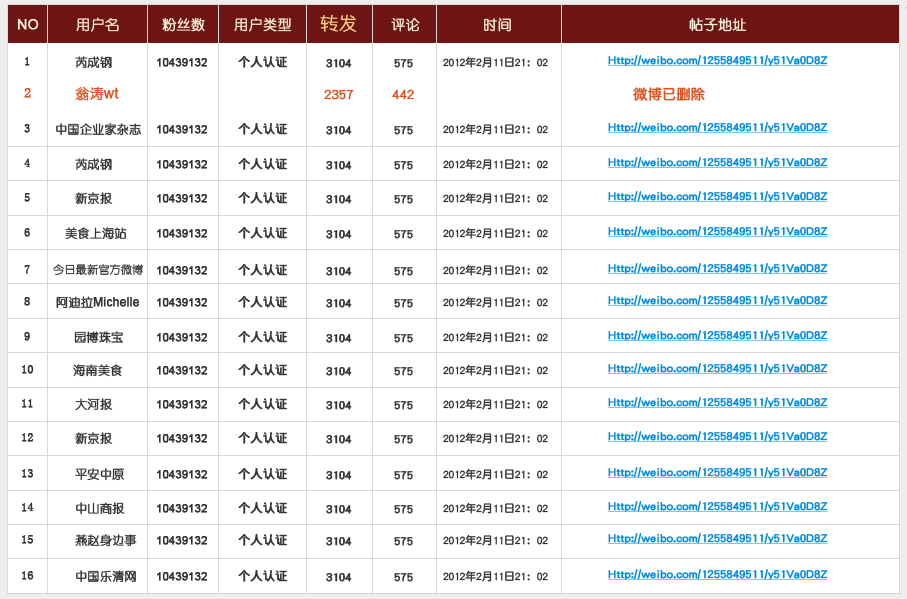 NO 用户名 粉丝数 用户类型 转发 评论 时间 帖子地址
1 芮成钢 10439132 个人认证 3104 575 2012年2月11日21：02 Http://weibo.com/1255849511/y51Va0D8Z
2 翁涛wt 2357 442 微博已删除
3 中国企业家杂志 10439132 个人认证 3104 575 2012年2月11日21：02 Http://weibo.com/1255849511/y51Va0D8Z
4 芮成钢 10439132 个人认证 3104 575 2012年2月11日21：02 Http://weibo.com/1255849511/y51Va0D8Z
5 新京报 10439132 个人认证 3104 575 2012年2月11日21：02 Http://weibo.com/1255849511/y51Va0D8Z
6 美食上海站 10439132 个人认证 3104 575 2012年2月11日21：02 Http://weibo.com/1255849511/y51Va0D8Z
7 今日最新官方微博 10439132 个人认证 3104 575 2012年2月11日21：02 Http://weibo.com/1255849511/y51Va0D8Z
8 阿迪拉Michelle 10439132 个人认证 3104 575 2012年2月11日21：02 Http://weibo.com/1255849511/y51Va0D8Z
9 园博珠宝 10439132 个人认证 3104 575 2012年2月11日21：02 Http://weibo.com/1255849511/y51Va0D8Z
10 海南美食 10439132 个人认证 3104 575 2012年2月11日21：02 Http://weibo.com/1255849511/y51Va0D8Z
11 大河报 10439132 个人认证 3104 575 2012年2月11日21：02 Http://weibo.com/1255849511/y51Va0D8Z
12 新京报 10439132 个人认证 3104 575 2012年2月11日21：02 Http://weibo.com/1255849511/y51Va0D8Z
13 平安中原 10439132 个人认证 3104 575 2012年2月11日21：02 Http://weibo.com/1255849511/y51Va0D8Z
14 中山商报 10439132 个人认证 3104 575 2012年2月11日21：02 Http://weibo.com/1255849511/y51Va0D8Z
15 燕赵身边事 10439132 个人认证 3104 575 2012年2月11日21：02 Http://weibo.com/1255849511/y51Va0D8Z
16 中国乐清网 10439132 个人认证 3104 575 2012年2月11日21：02 Http://weibo.com/1255849511/y51Va0D8Z